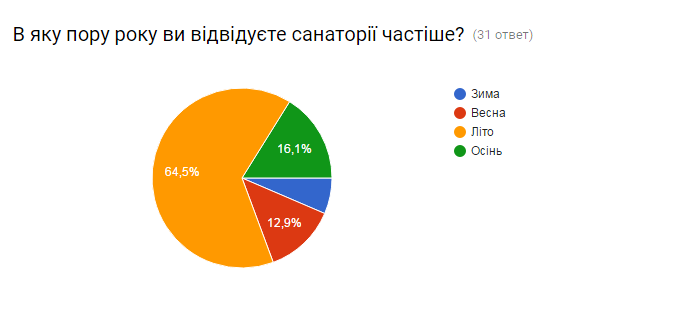 В яку пору року ви відвідуєте санаторії частіше? (31 ответ)
Зима
Весна
Літо
Осінь
16,1%
64,5%
12,9%